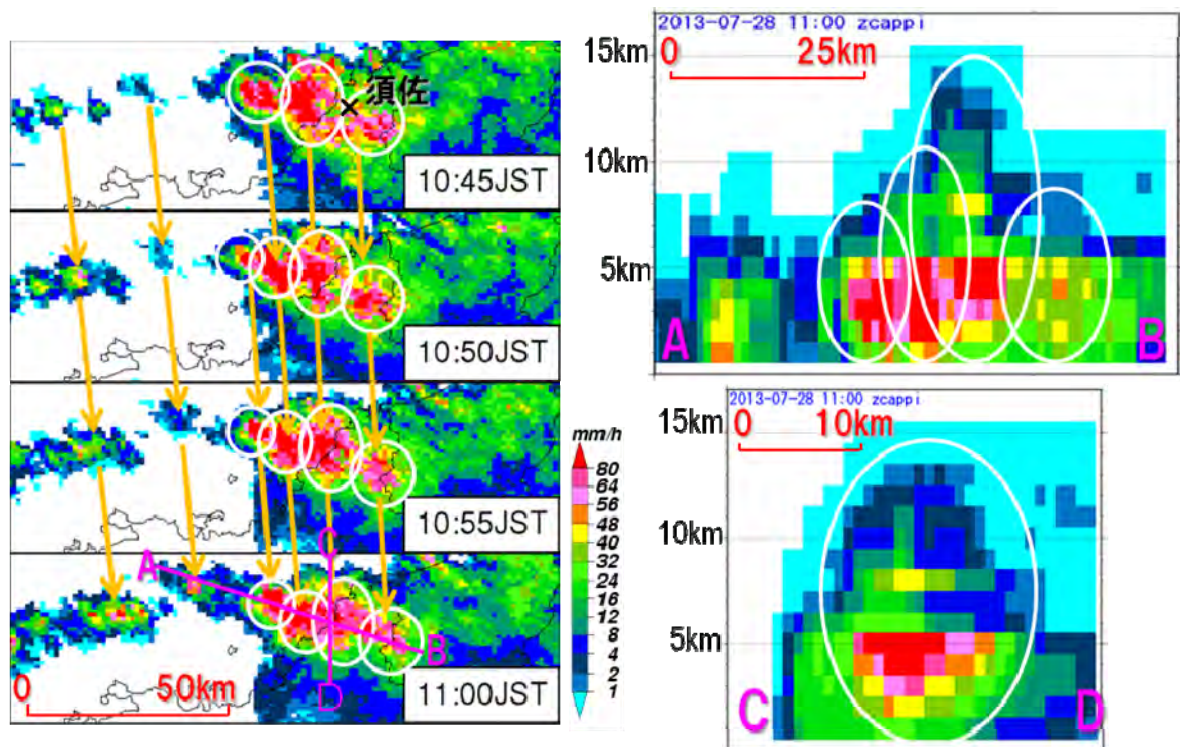 須佐
10:45JST
10:50JST
10:55JST
A
C
B
D
0
50km
11:00JST
mm/h
80
64
56
48
40
32
24
16
12
8
4
2
1
2013-07-28 11:00 zcappi
0
25km
15km
10km
5km
A
B
2013-07-28 11:00 zcappi
0
10km
15km
10km
5km
C
D